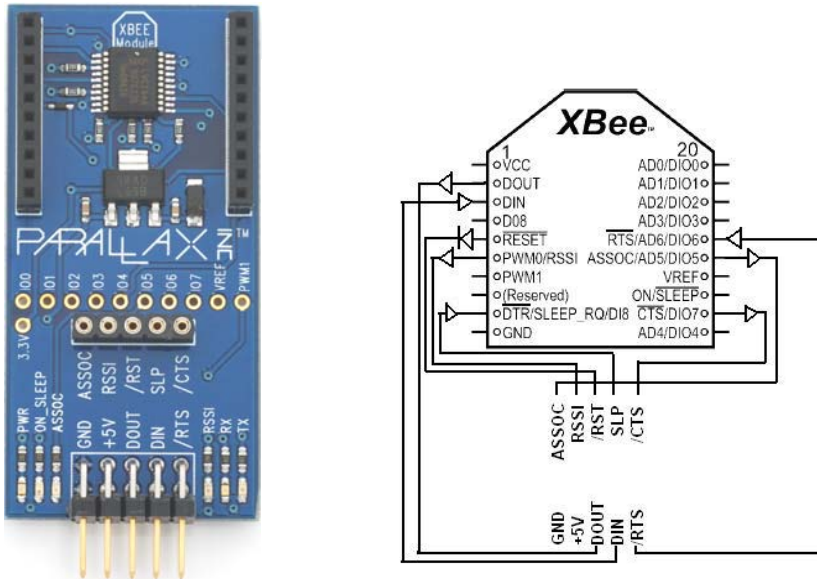 XBEE
Module
PARALLAX INC ™
IO0 IO1 IO2 IO3 IO4 IO5 IO6 IO7 VREF PWM1
3.3V
ASSOC RSSI /RST SLP /CTS
PWR ON_SLEEP ASSOC
GND +5V DOUT DIN /RTS
RSSI RX TX
XBee™
1 20
VCC AD0/DIO0
DOUT AD1/DIO1
DIN AD2/DIO2
DO8 AD3/DIO3
RESET RTS/AD6/DIO6
PWM0/RSSI ASSOC/AD5/DIO5
PWM1 VREF
(Reserved) ON/SLEEP
DTR/SLEEP_RQ/DI8 CTS/DIO7
GND AD4/DIO4
ASSOC RSSI /RST SLP /CTS
GND +5V DOUT DIN /RTS